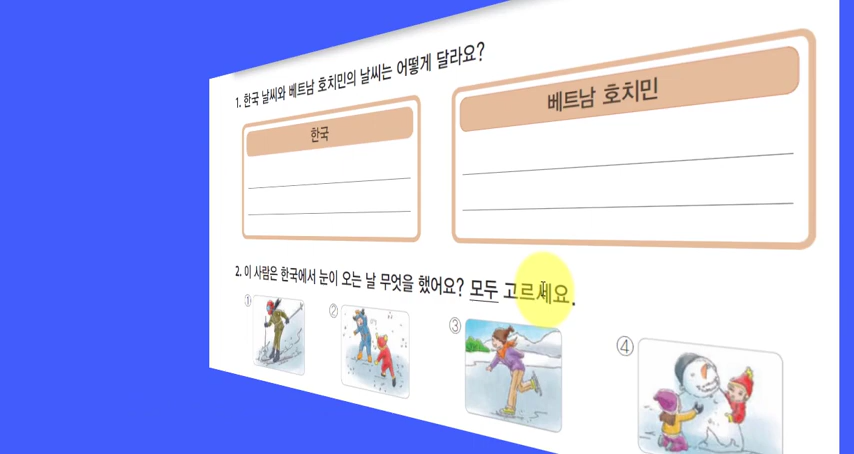 1. 한국 날씨와 베트남 호치민의 날씨는 어떻게 달라요?
한국
베트남 호치민
2. 이 사람은 한국에서 눈이 오는 날 무엇을 했어요? 모두 고르세요.
① ② ③ ④